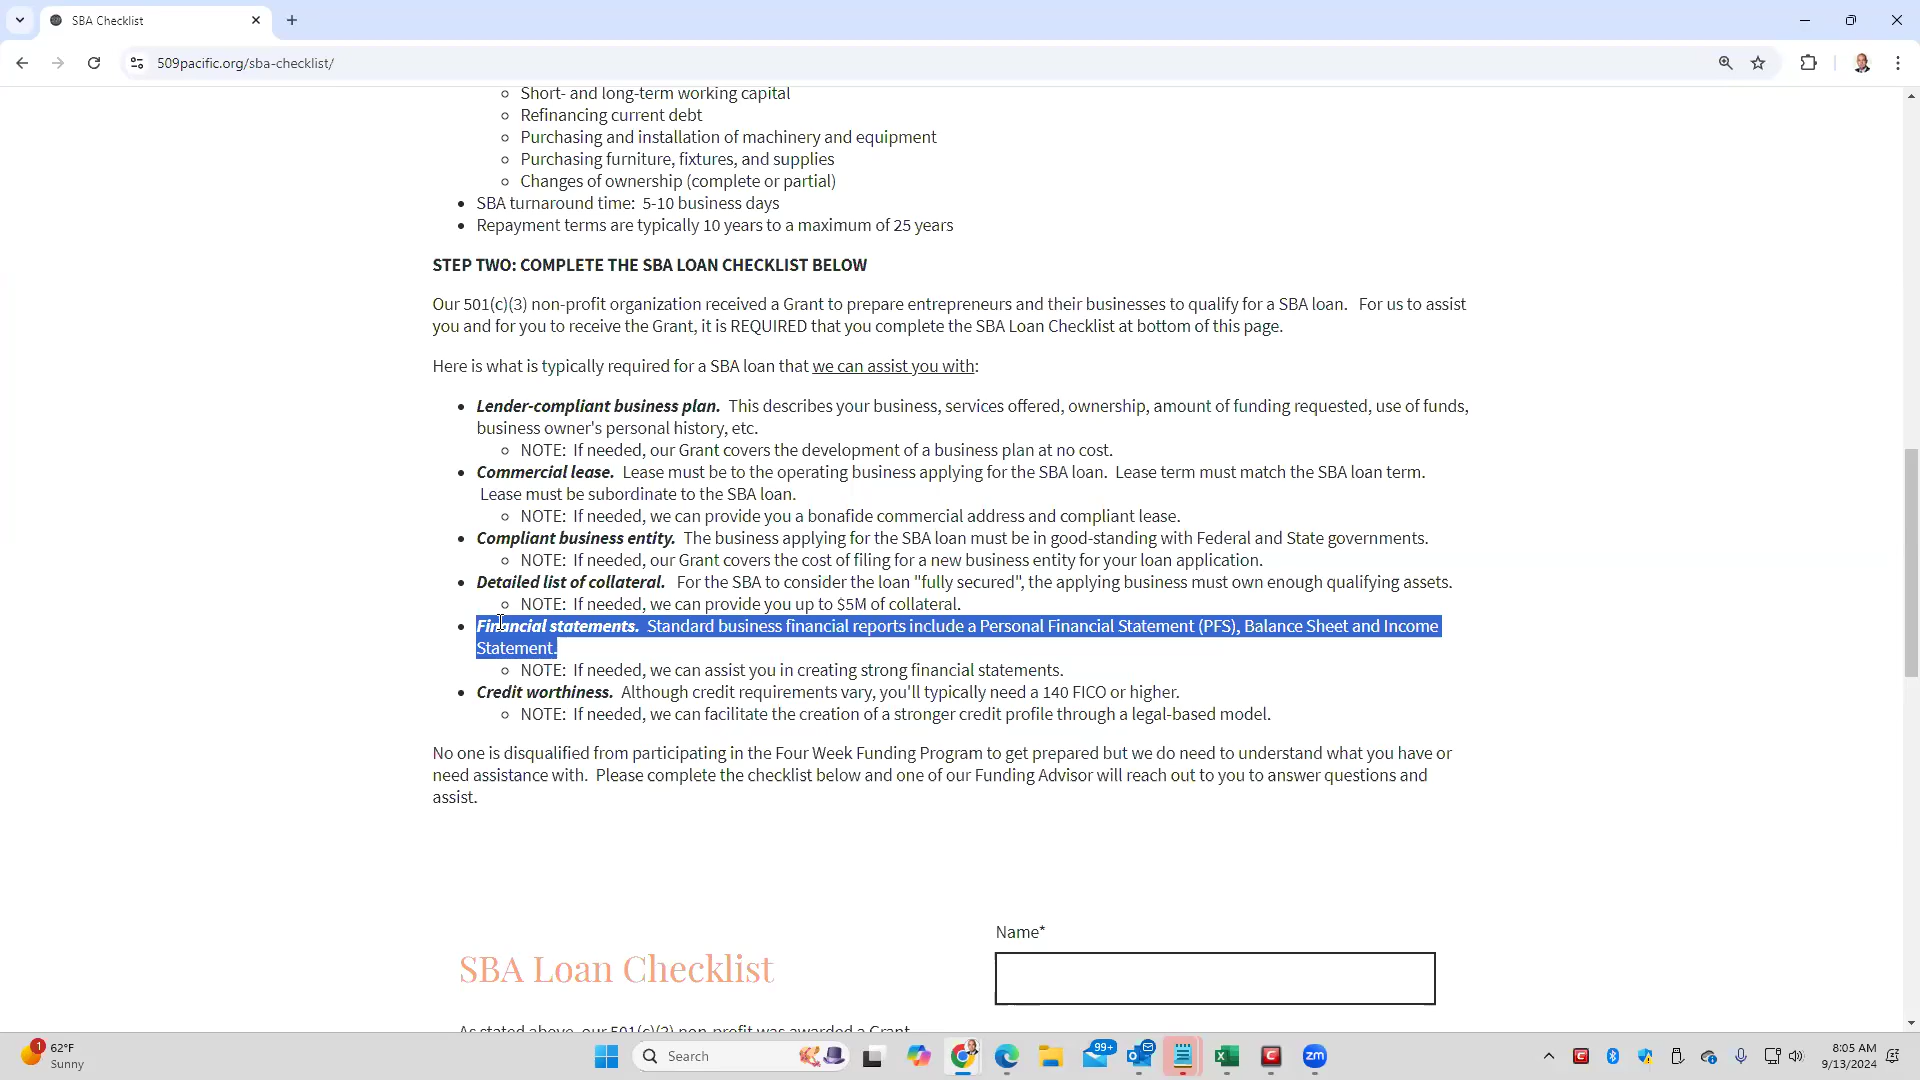 SBA Checklist
509pacific.org/sba-checklist/
Short- and long-term working capital
Refinancing current debt
Purchasing and installation of machinery and equipment
Purchasing furniture, fixtures, and supplies
Changes of ownership (complete or partial)
SBA turnaround time: 5-10 business days
Repayment terms are typically 10 years to a maximum of 25 years
STEP TWO: COMPLETE THE SBA LOAN CHECKLIST BELOW
Our 501(c)(3) non-profit organization received a Grant to prepare entrepreneurs and their businesses to qualify for a SBA loan. For us to assist
you and for you to receive the Grant, it is REQUIRED that you complete the SBA Loan Checklist at bottom of this page.
Here is what is typically required for a SBA loan that we can assist you with:
Lender-compliant business plan. This describes your business, services offered, ownership, amount of funding requested, use of funds,
business owner's personal history, etc.
NOTE: If needed, our Grant covers the development of a business plan at no cost.
Commercial lease. Lease must be to the operating business applying for the SBA loan. Lease term must match the SBA loan term.
Lease must be subordinate to the SBA loan.
NOTE: If needed, we can provide you a bonafide commercial address and compliant lease.
Compliant business entity. The business applying for the SBA loan must be in good-standing with Federal and State governments.
NOTE: If needed, our Grant covers the cost of filing for a new business entity for your loan application.
Detailed list of collateral. For the SBA to consider the loan "fully secured", the applying business must own enough qualifying assets.
NOTE: If needed, we can provide you up to $5M of collateral.
Financial statements. Standard business financial reports include a Personal Financial Statement (PFS), Balance Sheet and Income
Statement.
NOTE: If needed, we can assist you in creating strong financial statements.
Credit worthiness. Although credit requirements vary, you'll typically need a 140 FICO or higher.
NOTE: If needed, we can facilitate the creation of a stronger credit profile through a legal-based model.
No one is disqualified from participating in the Four Week Funding Program to get prepared but we do need to understand what you have or
need assistance with. Please complete the checklist below and one of our Funding Advisor will reach out to you to answer questions and
assist.
Name*
SBA Loan Checklist
As stated above, our 501(c)(3) non-profit was awarded a Grant
1
62°F
Sunny
Search
99+
zm
8:05 AM
9/13/2024